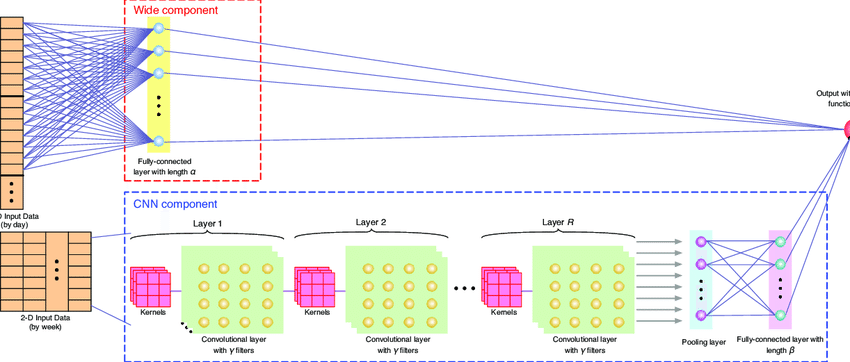 Wide component
Output wit
functio
Fully-connected
layer with length α
Input Data
(by day)
CNN component
Layer 1
Layer 2
Layer R
Kernels
Kernels
Kernels
2-D Input Data
(by week)
Convolutional layer
with γ filters
Convolutional layer
with γ filters
Convolutional layer
with γ filters
Pooling layer
Fully-connected layer with
length β